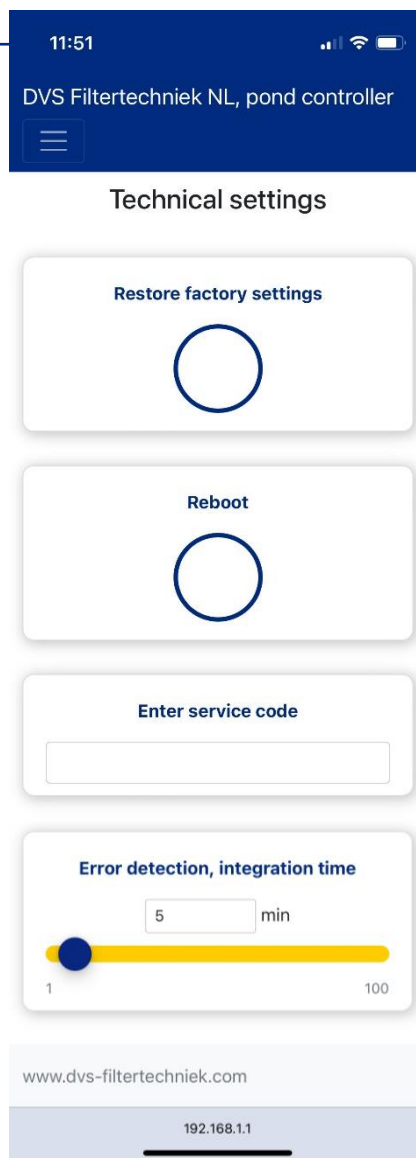 11:51
DVS Filtertechniek NL, pond controller
Technical settings
Restore factory settings
Reboot
Enter service code
Error detection, integration time
5 min
1 100
www.dvs-filtertechniek.com
192.168.1.1